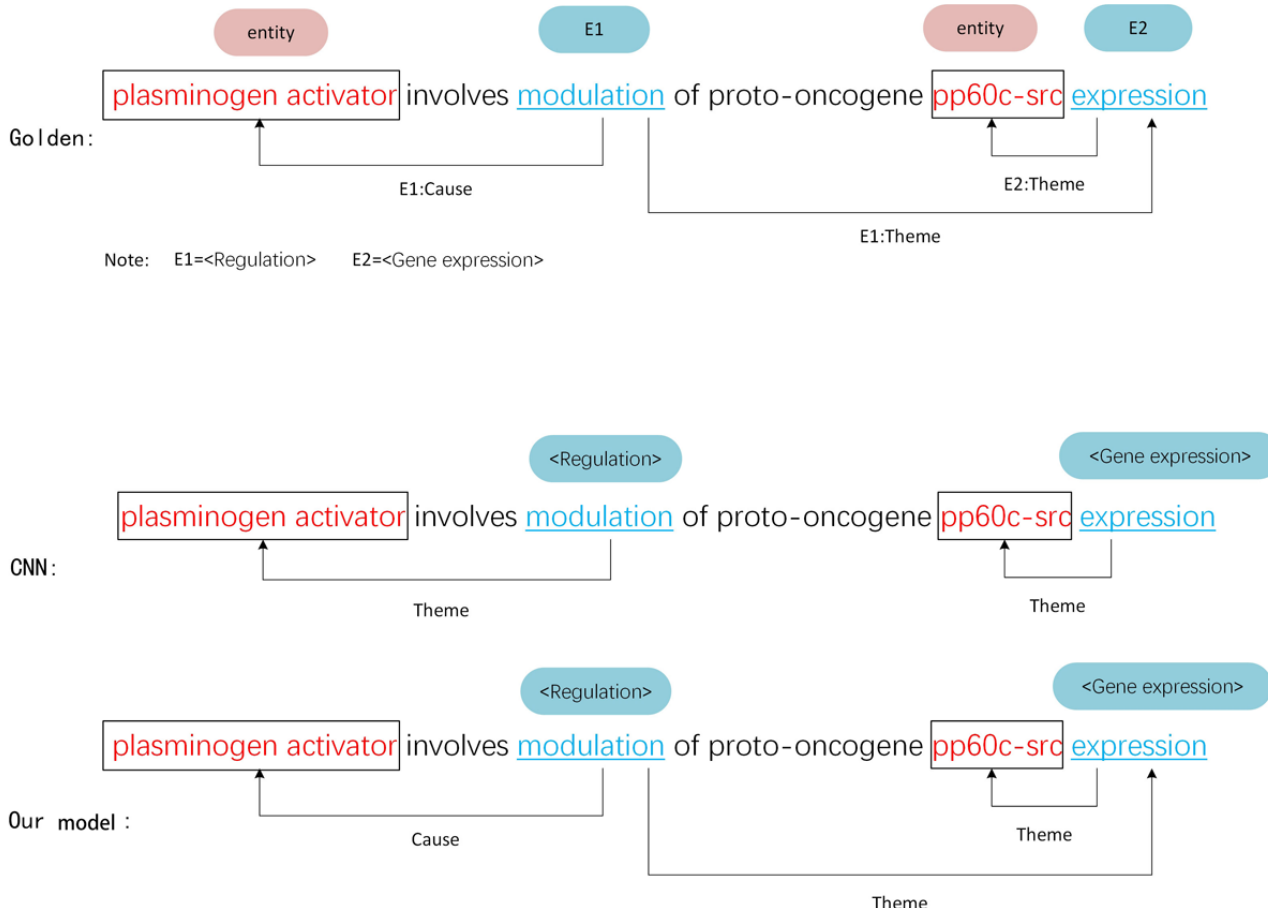 entity E1 entity E2
plasminogen activator involves modulation of proto-oncogene pp60c-src expression
Golden:
E1:Cause E2:Theme
E1:Theme
Note: E1=<Regulation> E2=<Gene expression>
<Regulation> <Gene expression>
plasminogen activator involves modulation of proto-oncogene pp60c-src expression
CNN:
Theme Theme
<Regulation> <Gene expression>
plasminogen activator involves modulation of proto-oncogene pp60c-src expression
Our model :
Cause Theme
Theme